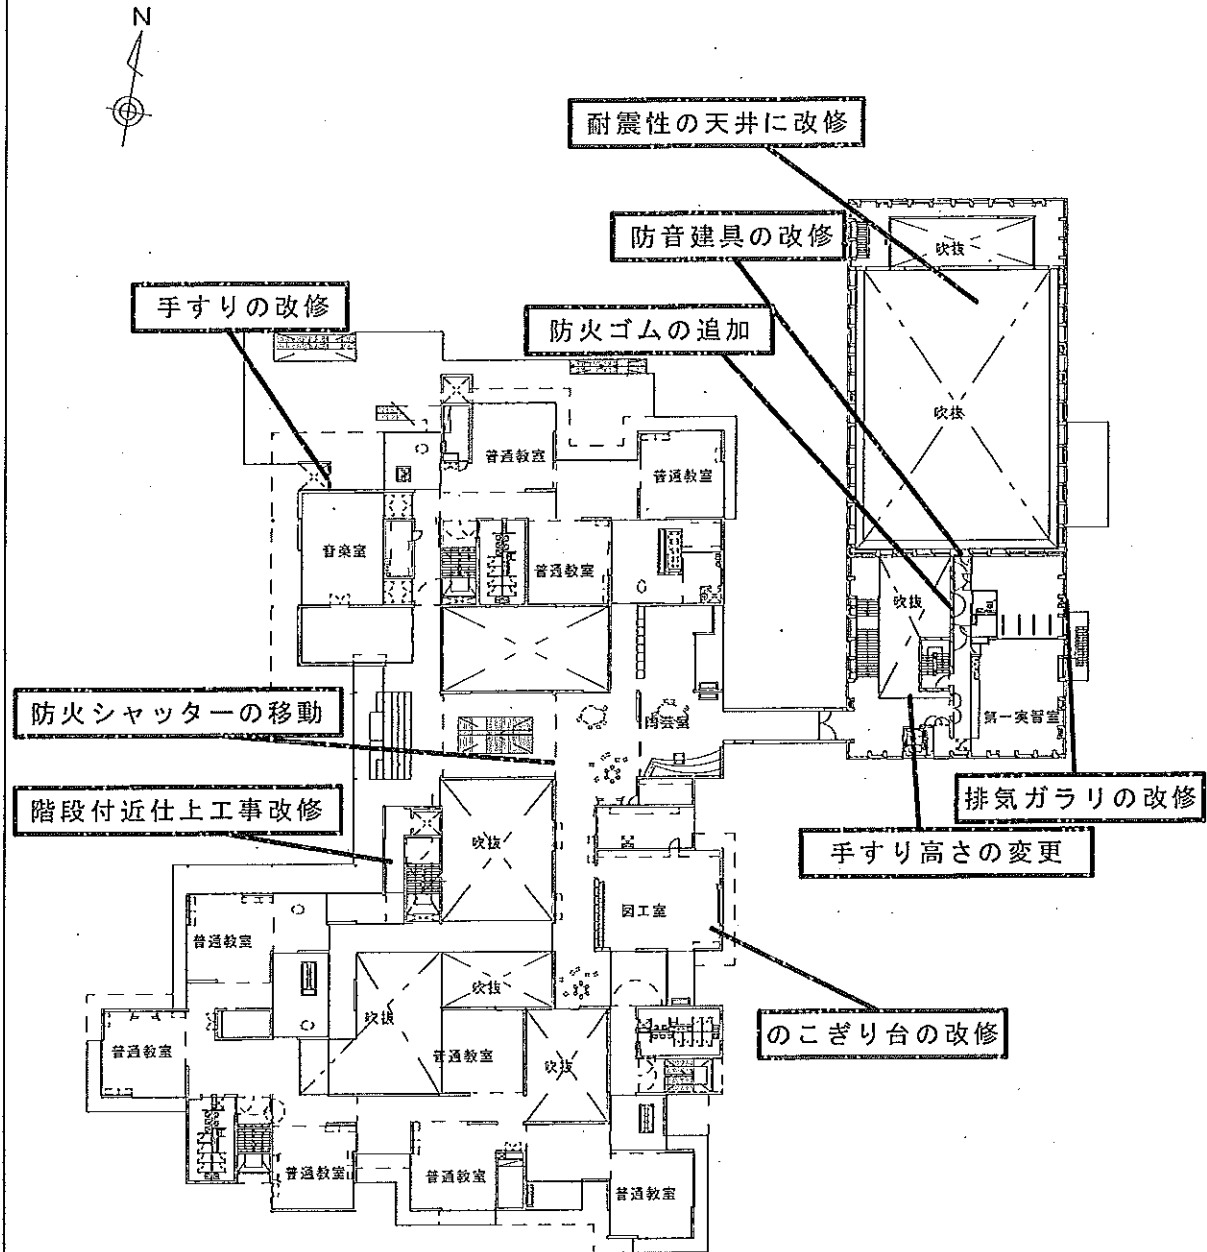 N
耐震性の天井に改修
防音建具の改修
吹抜
手すりの改修
防火ゴムの追加
吹抜
普通教室
普通教室
音楽室
普通教室
吹抜
防火シャッターの移動
陶芸室
第一実習室
排気ガラリの改修
階段付近仕上工事改修
吹抜
手すり高さの変更
図工室
普通教室
吹抜
吹抜
のこぎり台の改修
普通教室
普通教室
吹抜
普通教室
普通教室
普通教室